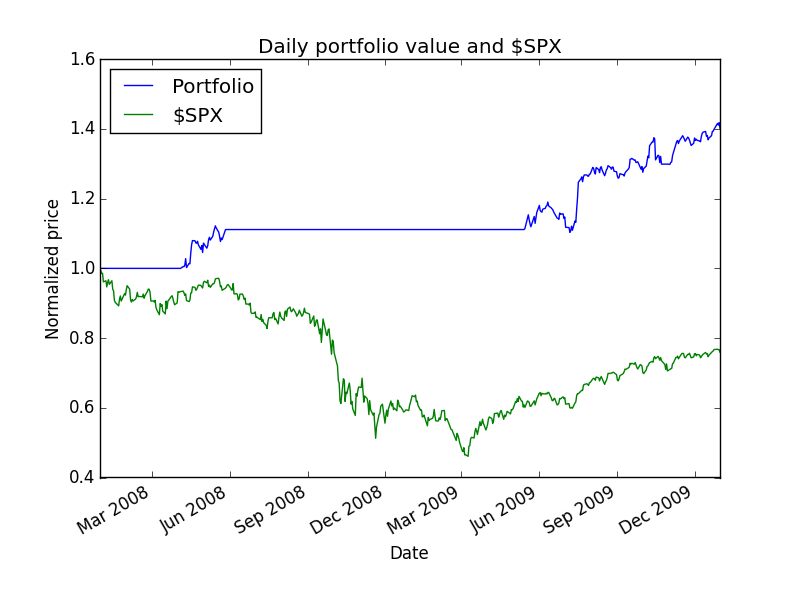 Daily portfolio value and $SPX
1.6
1.4
1.2
1.0
0.8
0.6
0.4
Normalized price
Portfolio
$SPX
Mar 2008
Jun 2008
Sep 2008
Dec 2008
Mar 2009
Jun 2009
Sep 2009
Dec 2009
Date